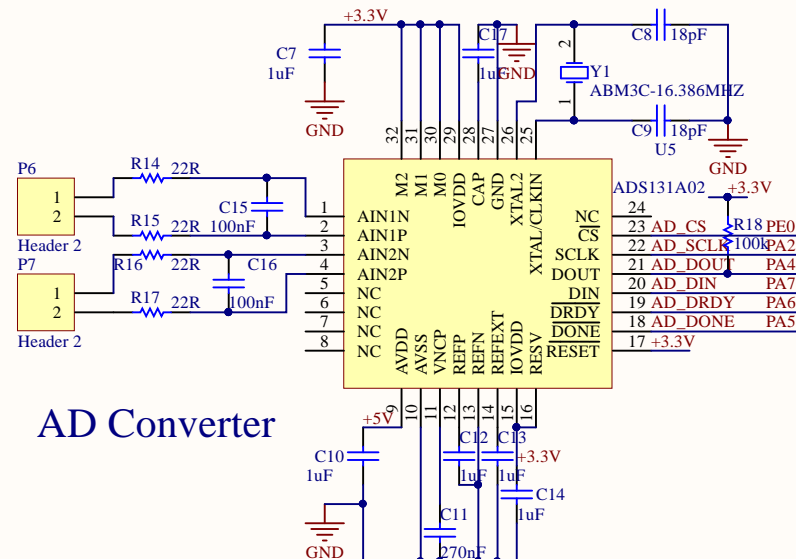 +3.3V
C7
1uF
GND
C17
1uF
GND
2
Y1
1
ABM3C-16.386MHZ
C8
18pF
C9
18pF
GND
U5
ADS131A02
32
31
30
29
28
27
26
25
M2
M1
M0
IOVDD
CAP
GND
XTAL2
XTAL/CLKIN
P6
1
2
Header 2
R14
22R
R15
22R
C15
100nF
P7
1
2
Header 2
R16
22R
R17
22R
C16
100nF
1 AIN1N
2 AIN1P
3 AIN2N
4 AIN2P
5 NC
6 NC
7 NC
8 NC
NC 24
CS 23 AD_CS PE0
SCLK 22 AD_SCLK PA2
DOUT 21 AD_DOUT PA4
DIN 20 AD_DIN PA7
DRDY 19 AD_DRDY PA6
DONE 18 AD_DONE PA5
RESET 17 +3.3V
+3.3V
R18
100k
AVDD
AVSS
VNCP
REFP
REFN
REFEXT
IOVDD
RESV
9
10
11
12
13
14
15
16
AD Converter
+5V
C10
1uF
GND
C11
270nF
C12
1uF
C13
1uF
+3.3V
C14
1uF